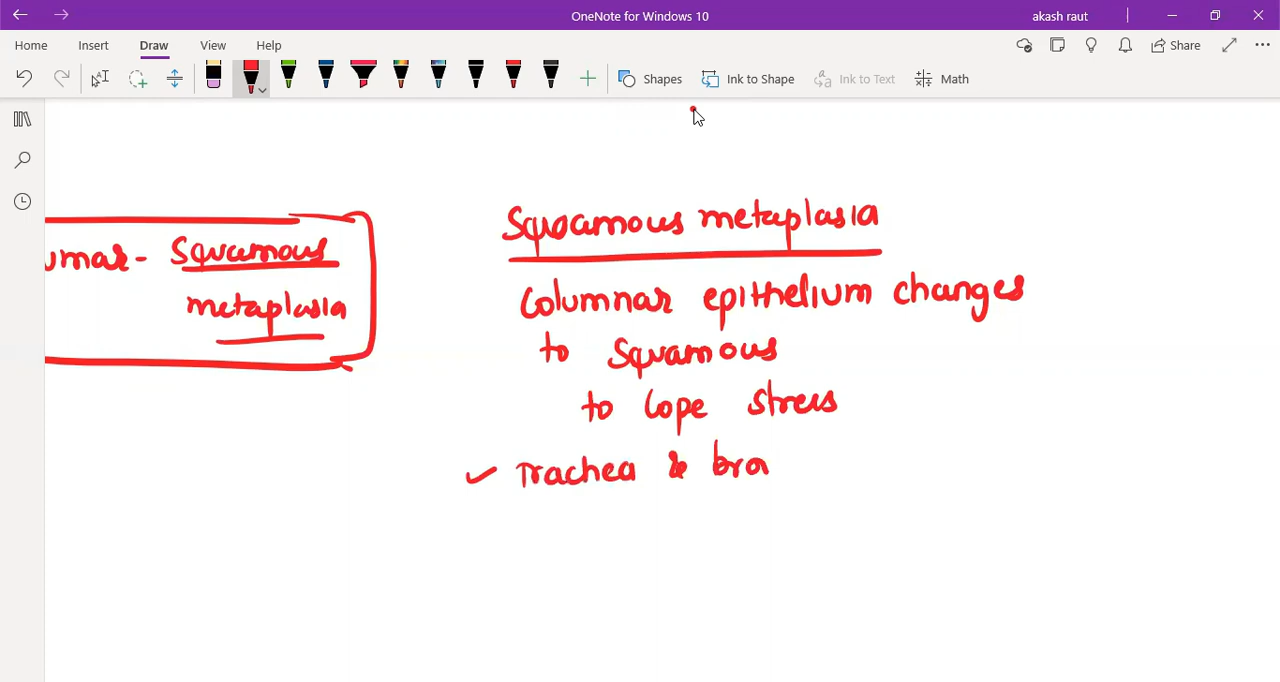 OneNote for Windows 10
akash raut
Home Insert Draw View Help
Share
Shapes Ink to Shape Ink to Text Math
umar - Squamous
metaplasia
Squamous metaplasia
Columnar epithelium changes
to Squamous
to Cope stress
✓ Trachea & bro